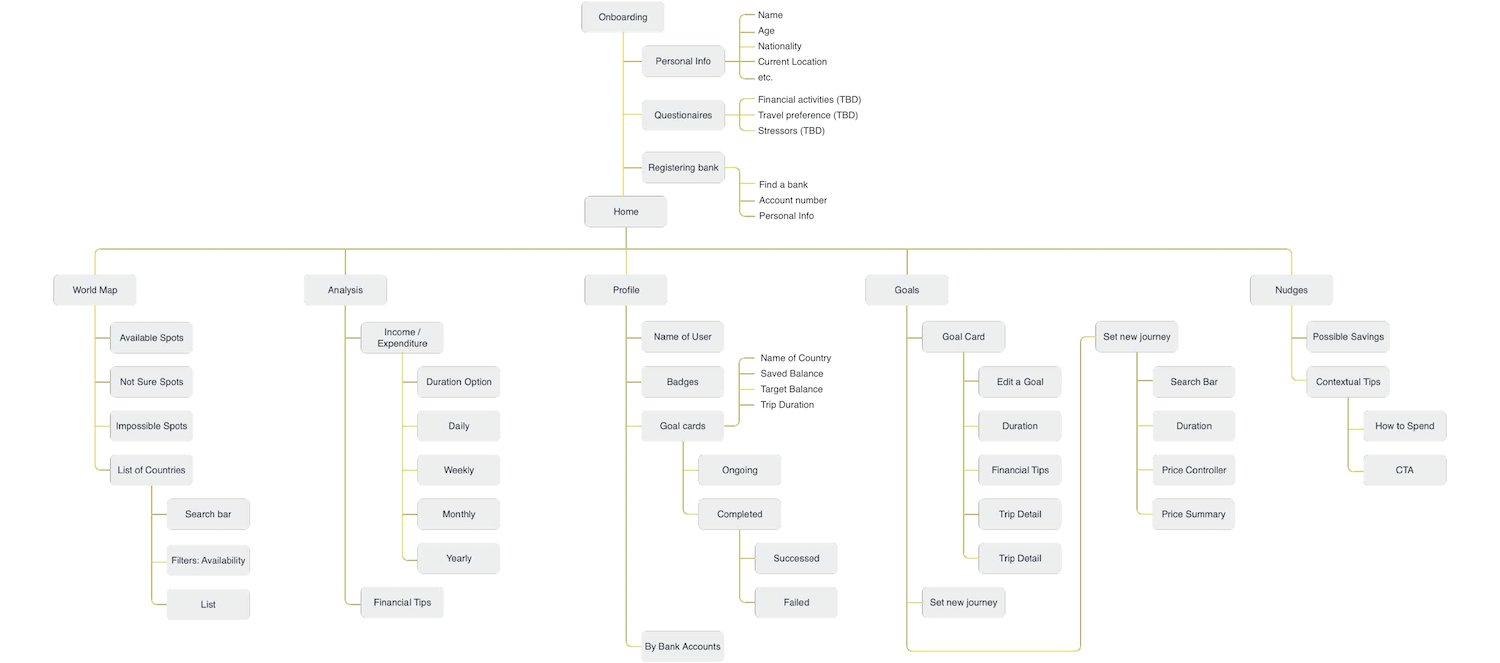 Onboarding
Personal Info
Name
Age
Nationality
Current Location
etc.
Questionaires
Financial activities (TBD)
Travel preference (TBD)
Stressors (TBD)
Registering bank
Find a bank
Account number
Personal Info
Home
World Map
Available Spots
Not Sure Spots
Impossible Spots
List of Countries
Search bar
Filters: Availability
List
Analysis
Income /
Expenditure
Duration Option
Daily
Weekly
Monthly
Yearly
Financial Tips
Profile
Name of User
Badges
Goal cards
Name of Country
Saved Balance
Target Balance
Trip Duration
Ongoing
Completed
Successed
Failed
By Bank Accounts
Goals
Goal Card
Edit a Goal
Duration
Financial Tips
Trip Detail
Trip Detail
Set new journey
Set new journey
Search Bar
Duration
Price Controller
Price Summary
Nudges
Possible Savings
Contextual Tips
How to Spend
CTA